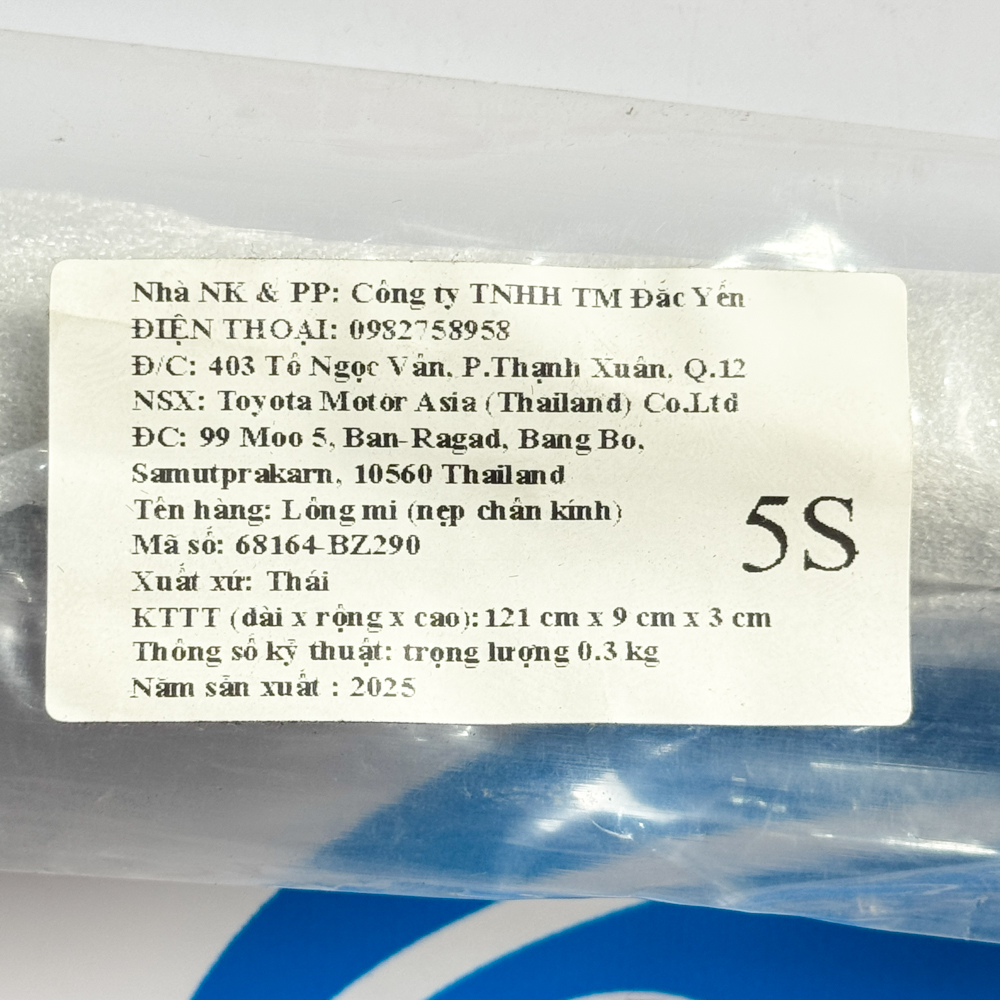 Nhà NK & PP: Công ty TNHH TM Đắc Yến
ĐIỆN THOẠI: 0982758958
Đ/C: 403 Tô Ngọc Vân, P.Thạnh Xuân, Q.12
NSX: Toyota Motor Asia (Thailand) Co.Ltd
ĐC: 99 Moo 5, Ban-Ragad, Bang Bo,
Samutprakarn, 10560 Thailand
Tên hàng: Lông mi (nẹp chân kính)
Mã số: 68164-BZ290
Xuất xứ: Thái
KTTT (dài x rộng x cao): 121 cm x 9 cm x 3 cm
Thông số kỹ thuật: trọng lượng 0.3 kg
Năm sản xuất : 2025
5S